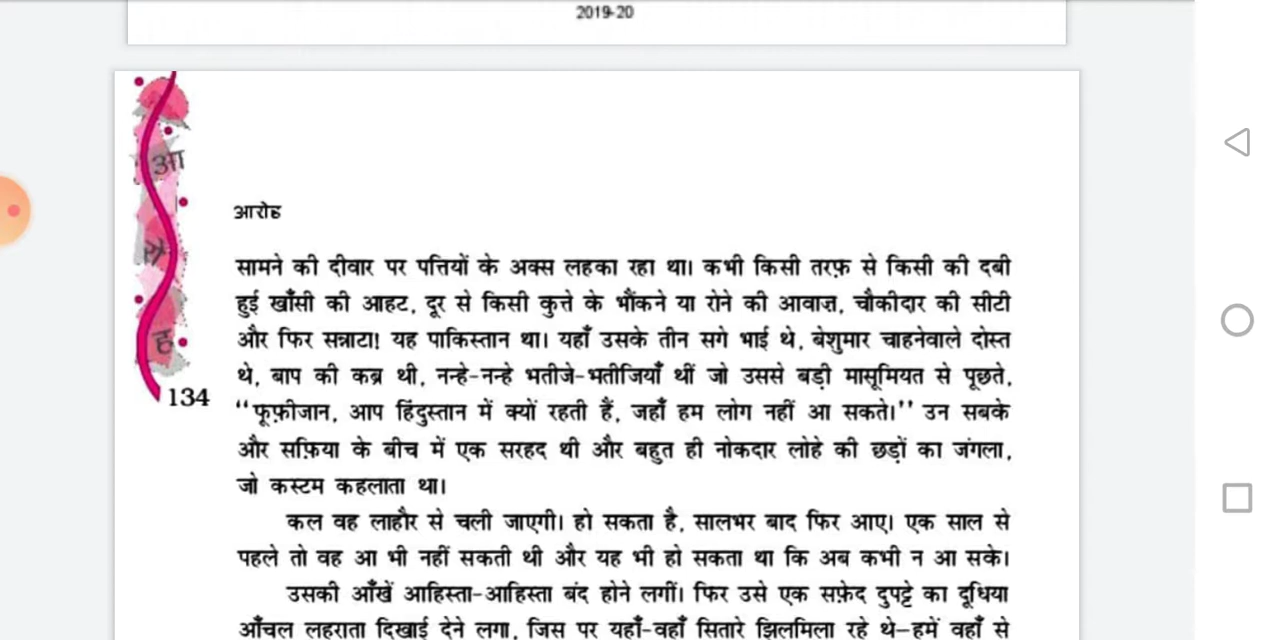 2019-20
आ
रो
ह
आरोह
सामने की दीवार पर पत्तियों के अक्स लहका रहा था। कभी किसी तरफ़ से किसी की दबी
हुई खाँसी की आहट, दूर से किसी कुत्ते के भौंकने या रोने की आवाज़, चौकीदार की सीटी
और फिर सन्नाटा! यह पाकिस्तान था। यहाँ उसके तीन सगे भाई थे, बेशुमार चाहनेवाले दोस्त
थे, बाप की कब्र थी, नन्हे-नन्हे भतीजे-भतीजियाँ थीं जो उससे बड़ी मासूमियत से पूछते,
134
‘‘फूफ़ीजान, आप हिंदुस्तान में क्यों रहती हैं, जहाँ हम लोग नहीं आ सकते।’’ उन सबके
और सफ़िया के बीच में एक सरहद थी और बहुत ही नोकदार लोहे की छड़ों का जंगला,
जो कस्टम कहलाता था।
कल वह लाहौर से चली जाएगी। हो सकता है, सालभर बाद फिर आए। एक साल से
पहले तो वह आ भी नहीं सकती थी और यह भी हो सकता था कि अब कभी न आ सके।
उसकी आँखें आहिस्ता-आहिस्ता बंद होने लगीं। फिर उसे एक सफ़ेद दुपट्टे का दूधिया
आँचल लहराता दिखाई देने लगा, जिस पर यहाँ-वहाँ सितारे झिलमिला रहे थे–हमें वहाँ से